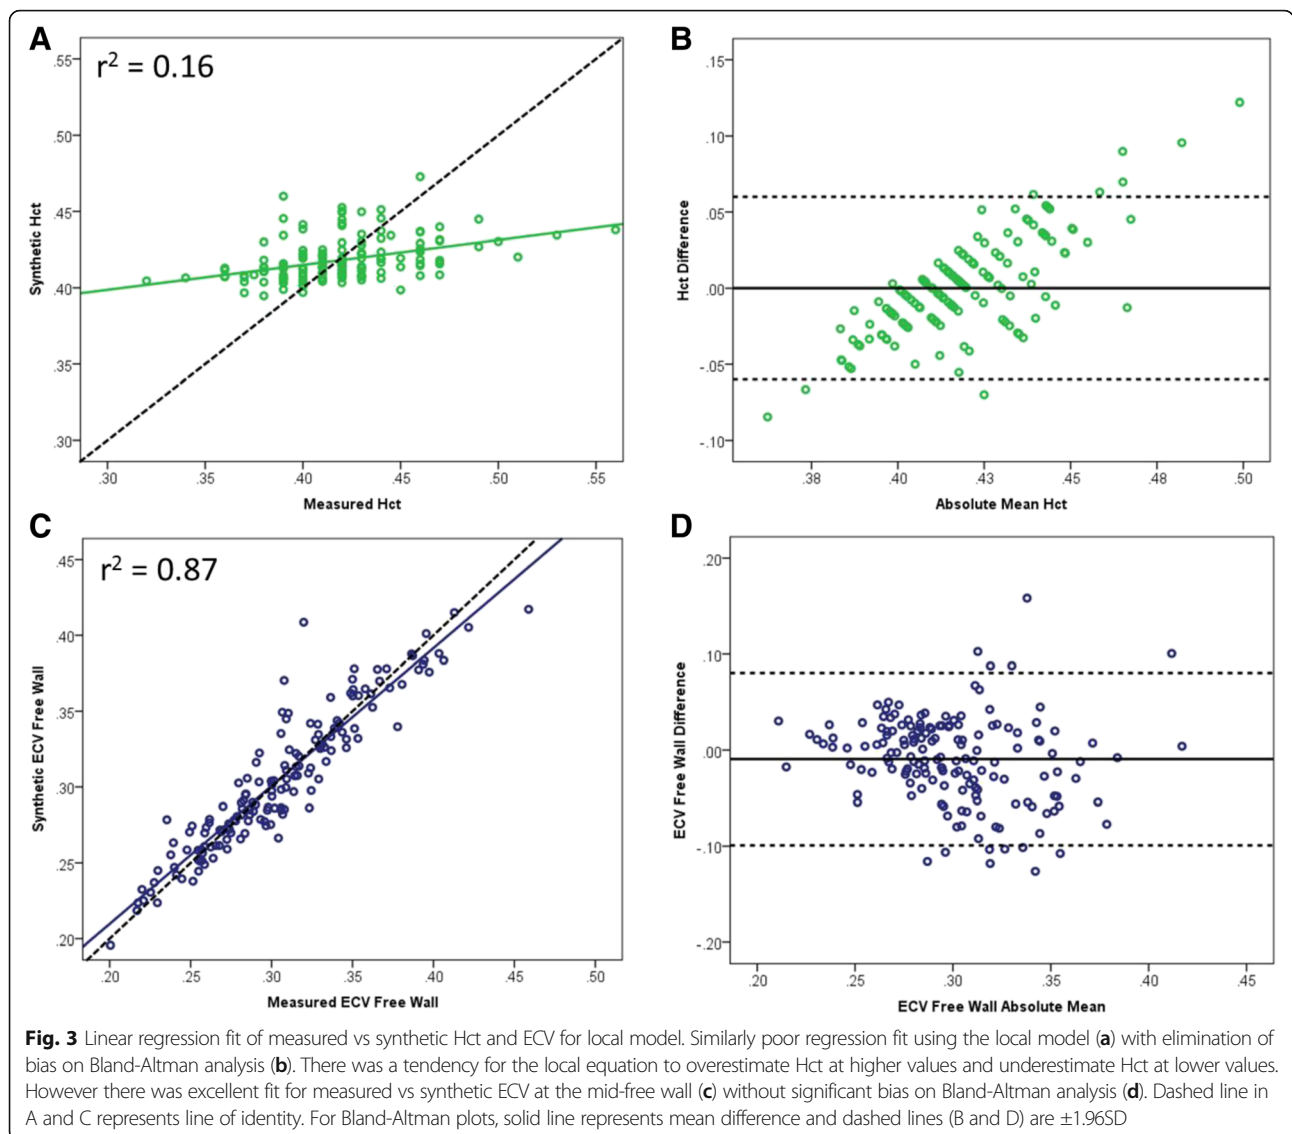 A
r² = 0.16
.55
.50
.45
.40
.35
.30
Synthetic Hct
.30 .35 .40 .45 .50 .55
Measured Hct
B
.15
.10
.05
.00
-.05
-.10
Hct Difference
.38 .40 .43 .45 .48 .50
Absolute Mean Hct
C
r² = 0.87
.45
.40
.35
.30
.25
.20
Synthetic ECV Free Wall
.20 .25 .30 .35 .40 .45 .50
Measured ECV Free Wall
D
.20
.10
.00
-.10
-.20
ECV Free Wall Difference
.20 .25 .30 .35 .40 .45
ECV Free Wall Absolute Mean
Fig. 3 Linear regression fit of measured vs synthetic Hct and ECV for local model. Similarly poor regression fit using the local model (a) with elimination of
bias on Bland-Altman analysis (b). There was a tendency for the local equation to overestimate Hct at higher values and underestimate Hct at lower values.
However there was excellent fit for measured vs synthetic ECV at the mid-free wall (c) without significant bias on Bland-Altman analysis (d). Dashed line in
A and C represents line of identity. For Bland-Altman plots, solid line represents mean difference and dashed lines (B and D) are ±1.96SD